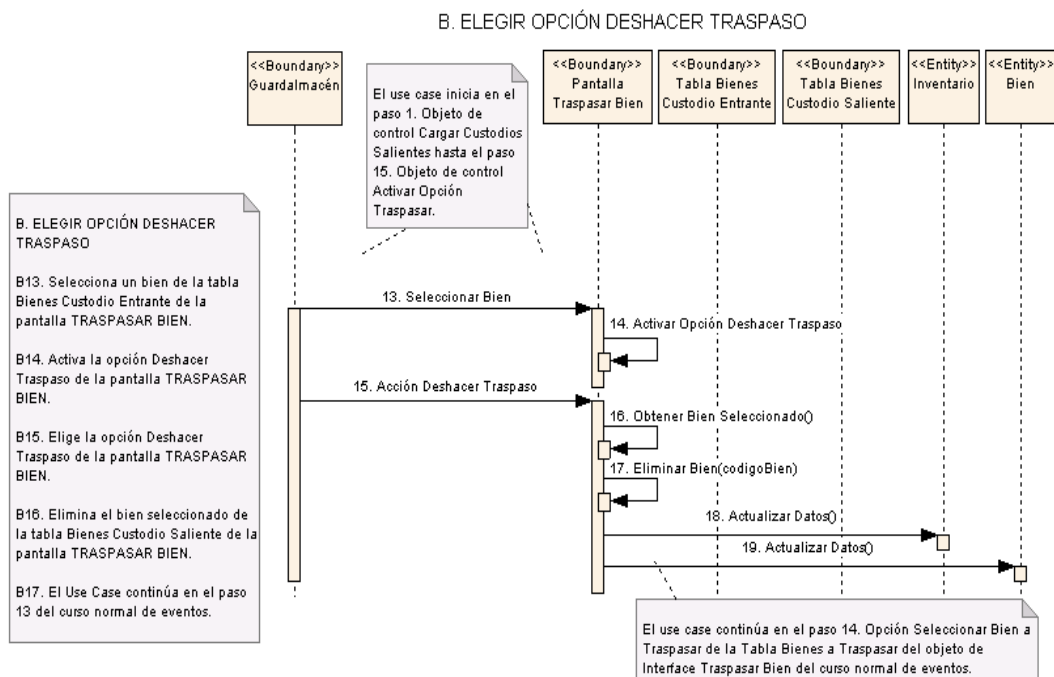 B. ELEGIR OPCIÓN DESHACER TRASPASO
<<Boundary>>
Guardalmacén
El use case inicia en el
paso 1. Objeto de
control Cargar Custodios
Salientes hasta el paso
15. Objeto de control
Activar Opción
Traspasar.
<<Boundary>>
Pantalla
Traspasar Bien
<<Boundary>>
Tabla Bienes
Custodio Entrante
<<Boundary>>
Tabla Bienes
Custodio Saliente
<<Entity>>
Inventario
<<Entity>>
Bien
B. ELEGIR OPCIÓN DESHACER
TRASPASO
B13. Selecciona un bien de la tabla
Bienes Custodio Entrante de la
pantalla TRASPASAR BIEN.
B14. Activa la opción Deshacer
Traspaso de la pantalla TRASPASAR
BIEN.
B15. Elige la opción Deshacer
Traspaso de la pantalla TRASPASAR
BIEN.
B16. Elimina el bien seleccionado de
la tabla Bienes Custodio Saliente de la
pantalla TRASPASAR BIEN.
B17. El Use Case continúa en el paso
13 del curso normal de eventos.
13. Seleccionar Bien
14. Activar Opción Deshacer Traspaso
15. Acción Deshacer Traspaso
16. Obtener Bien Seleccionado()
17. Eliminar Bien(codigoBien)
18. Actualizar Datos()
19. Actualizar Datos()
El use case continúa en el paso 14. Opción Seleccionar Bien a
Traspasar de la Tabla Bienes a Traspasar del objeto de
Interface Traspasar Bien del curso normal de eventos.